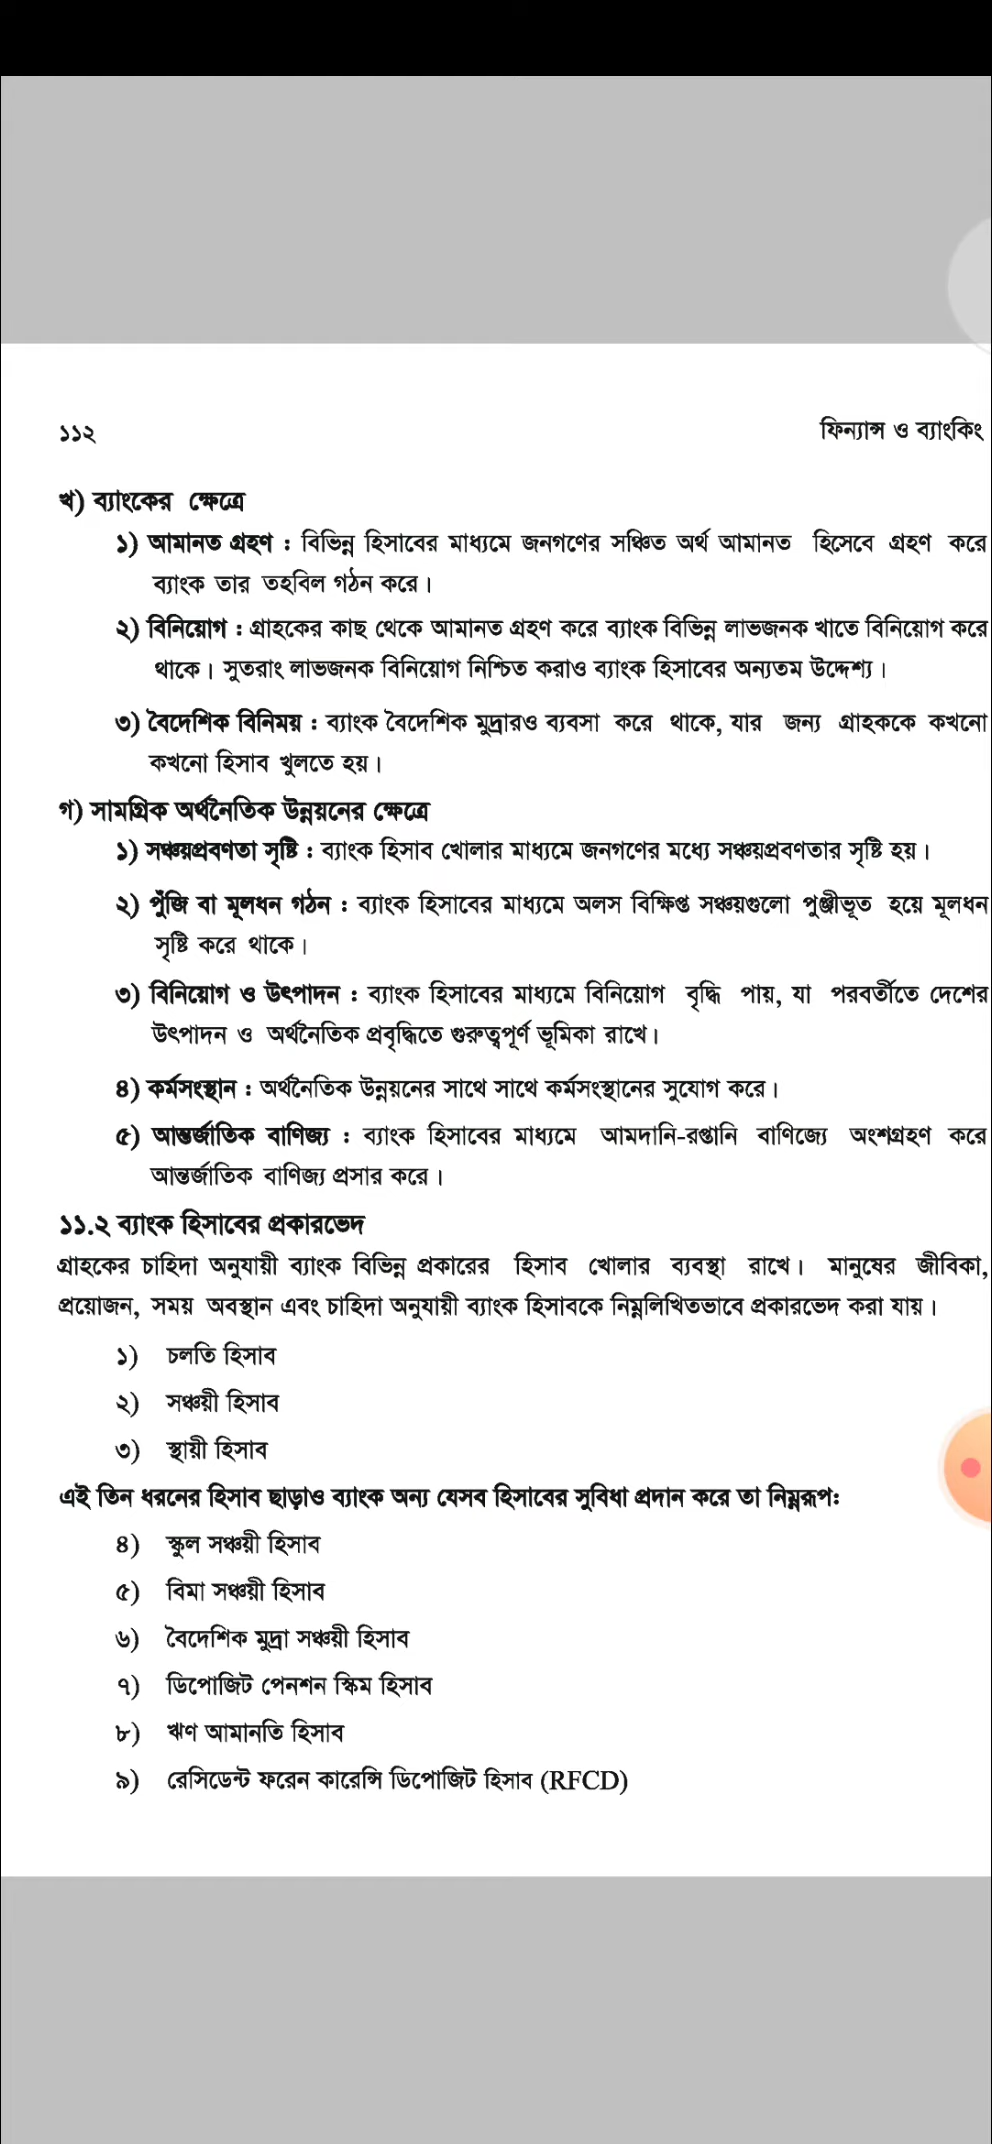 ১১২
ফিন্যান্স ও ব্যাংকিং
খ) ব্যাংকের ক্ষেত্রে
১) আমানত গ্রহণ : বিভিন্ন হিসাবের মাধ্যমে জনগণের সঞ্চিত অর্থ আমানত হিসেবে গ্রহণ করে
ব্যাংক তার তহবিল গঠন করে।
২) বিনিয়োগ : গ্রাহকের কাছ থেকে আমানত গ্রহণ করে ব্যাংক বিভিন্ন লাভজনক খাতে বিনিয়োগ করে
থাকে। সুতরাং লাভজনক বিনিয়োগ নিশ্চিত করাও ব্যাংক হিসাবের অন্যতম উদ্দেশ্য।
৩) বৈদেশিক বিনিময় : ব্যাংক বৈদেশিক মুদ্রারও ব্যবসা করে থাকে, যার জন্য গ্রাহককে কখনো
কখনো হিসাব খুলতে হয়।
গ) সামগ্রিক অর্থনৈতিক উন্নয়নের ক্ষেত্রে
১) সঞ্চয়প্রবণতা সৃষ্টি : ব্যাংক হিসাব খোলার মাধ্যমে জনগণের মধ্যে সঞ্চয়প্রবণতার সৃষ্টি হয়।
২) পুঁজি বা মূলধন গঠন : ব্যাংক হিসাবের মাধ্যমে অলস বিক্ষিপ্ত সঞ্চয়গুলো পুঞ্জীভূত হয়ে মূলধন
সৃষ্টি করে থাকে।
৩) বিনিয়োগ ও উৎপাদন : ব্যাংক হিসাবের মাধ্যমে বিনিয়োগ বৃদ্ধি পায়, যা পরবর্তীতে দেশের
উৎপাদন ও অর্থনৈতিক প্রবৃদ্ধিতে গুরুত্বপূর্ণ ভূমিকা রাখে।
৪) কর্মসংস্থান : অর্থনৈতিক উন্নয়নের সাথে সাথে কর্মসংস্থানের সুযোগ করে।
৫) আন্তর্জাতিক বাণিজ্য : ব্যাংক হিসাবের মাধ্যমে আমদানি-রপ্তানি বাণিজ্যে অংশগ্রহণ করে
আন্তর্জাতিক বাণিজ্য প্রসার করে।
১১.২ ব্যাংক হিসাবের প্রকারভেদ
গ্রাহকের চাহিদা অনুযায়ী ব্যাংক বিভিন্ন প্রকারের হিসাব খোলার ব্যবস্থা রাখে। মানুষের জীবিকা,
প্রয়োজন, সময় অবস্থান এবং চাহিদা অনুযায়ী ব্যাংক হিসাবকে নিম্নলিখিতভাবে প্রকারভেদ করা যায়।
১) চলতি হিসাব
২) সঞ্চয়ী হিসাব
৩) স্থায়ী হিসাব
এই তিন ধরনের হিসাব ছাড়াও ব্যাংক অন্য যেসব হিসাবের সুবিধা প্রদান করে তা নিম্নরূপঃ
৪) স্কুল সঞ্চয়ী হিসাব
৫) বিমা সঞ্চয়ী হিসাব
৬) বৈদেশিক মুদ্রা সঞ্চয়ী হিসাব
৭) ডিপোজিট পেনশন স্কিম হিসাব
৮) ঋণ আমানতি হিসাব
৯) রেসিডেন্ট ফরেন কারেন্সি ডিপোজিট হিসাব (RFCD)